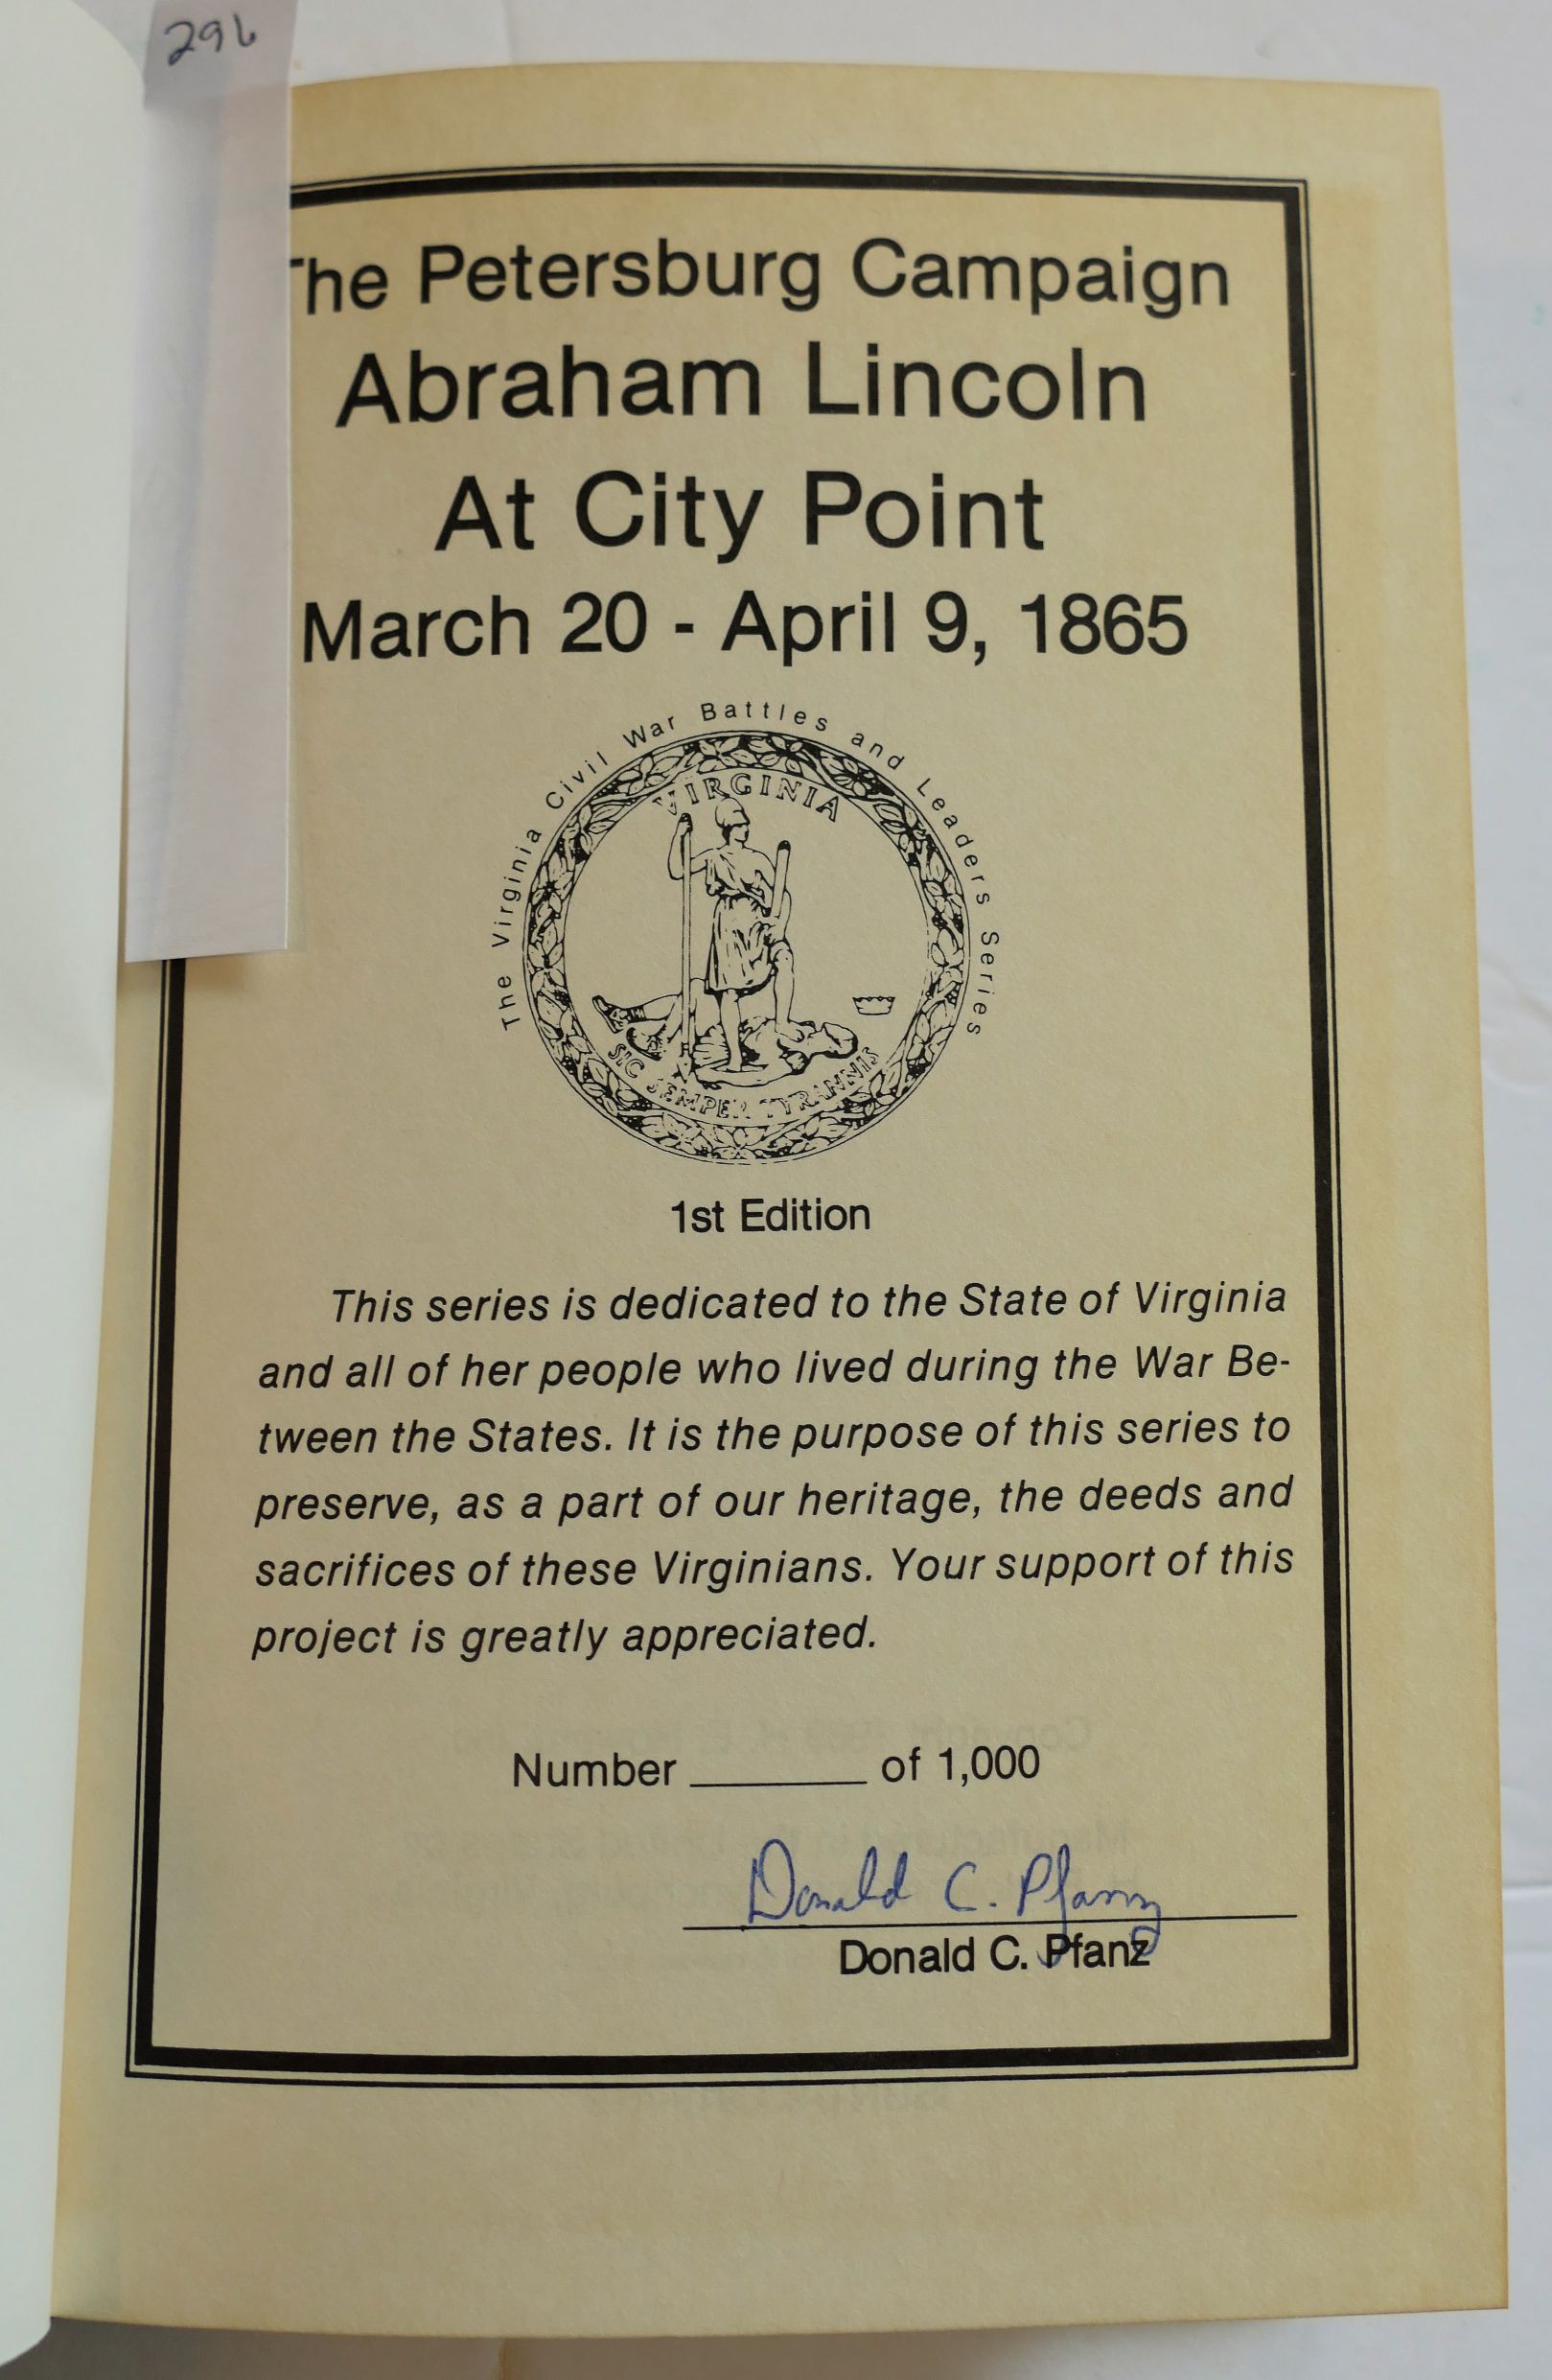 296
The Petersburg Campaign
Abraham Lincoln
At City Point
March 20 - April 9, 1865
The Virginia Civil War Battles and Leaders Series
VIRGINIA
SIC SEMPER TYRANNIS
1st Edition
This series is dedicated to the State of Virginia
and all of her people who lived during the War Be-
tween the States. It is the purpose of this series to
preserve, as a part of our heritage, the deeds and
sacrifices of these Virginians. Your support of this
project is greatly appreciated.
Number ________ of 1,000
Donald C. Pfanz
Donald C. Pfanz